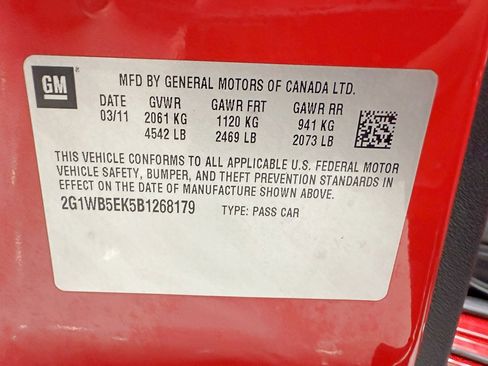 GM
MFD BY GENERAL MOTORS OF CANADA LTD.
DATE GVWR GAWR FRT GAWR RR
03/11 2061 KG 1120 KG 941 KG
4542 LB 2469 LB 2073 LB
THIS VEHICLE CONFORMS TO ALL APPLICABLE U.S. FEDERAL MOTOR
VEHICLE SAFETY, BUMPER, AND THEFT PREVENTION STANDARDS IN
EFFECT ON THE DATE OF MANUFACTURE SHOWN ABOVE.
2G1WB5EK5B1268179 TYPE: PASS CAR